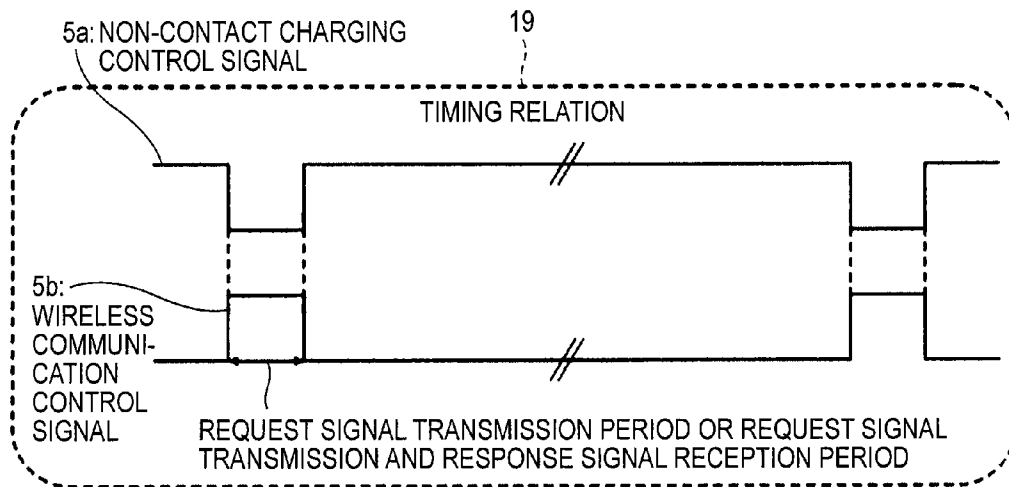 19
5a: NON-CONTACT CHARGING
CONTROL SIGNAL
TIMING RELATION
5b:
WIRELESS
COMMUNI-
CATION
CONTROL
SIGNAL
REQUEST SIGNAL TRANSMISSION PERIOD OR REQUEST SIGNAL
TRANSMISSION AND RESPONSE SIGNAL RECEPTION PERIOD